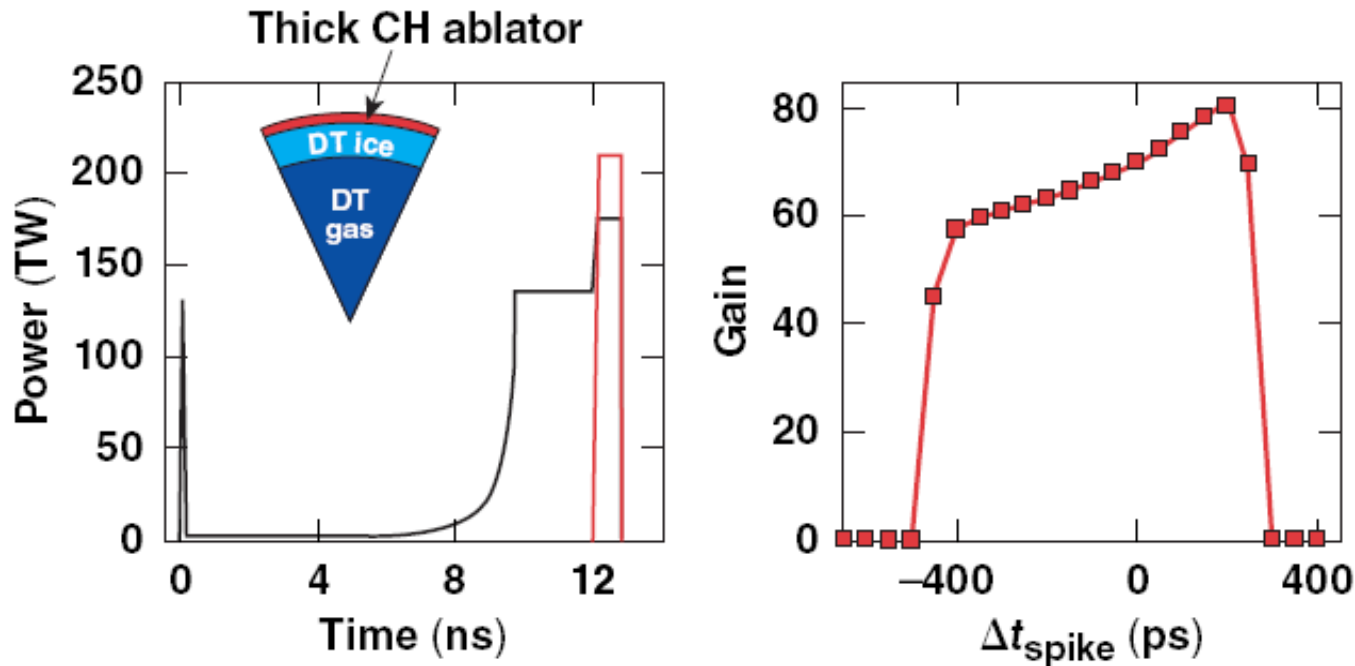 Thick CH ablator
250
200
150
100
50
0
Power (TW)
DT ice
DT
gas
0 4 8 12
Time (ns)
80
60
40
20
0
Gain
−400 0 400
Δtspike (ps)